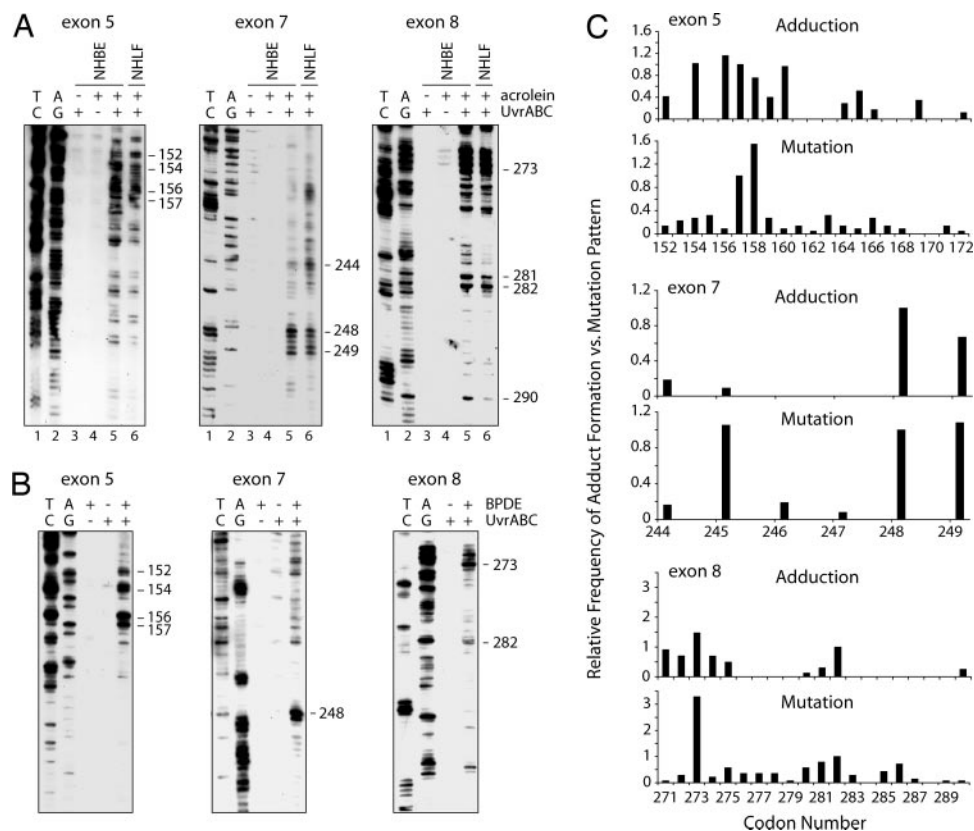 A
exon 5
exon 7
exon 8
NHBE
NHLF
NHBE
NHLF
NHBE
NHLF
T A - + + + acrolein
C G + - + + UvrABC
T A - + + + acrolein
C G + - + + UvrABC
T A - + + + acrolein
C G + - + + UvrABC
152
154
156
157
244
248
249
273
281
282
290
1 2 3 4 5 6
1 2 3 4 5 6
1 2 3 4 5 6
B
exon 5
exon 7
exon 8
T A + - + BPDE
C G - + + UvrABC
T A + - + BPDE
C G - + + UvrABC
T A - + BPDE
C G + + UvrABC
152
154
156
157
248
273
282
C
Relative Frequency of Adduct Formation vs. Mutation Pattern
exon 5
Adduction
1.6
1.2
0.8
0.4
0
Mutation
1.6
1.2
0.8
0.4
0
152 154 156 158 160 162 164 166 168 170 172
exon 7
Adduction
1.2
0.8
0.4
0
Mutation
1.2
0.8
0.4
0
244 245 246 247 248 249
exon 8
Adduction
3
2
1
0
Mutation
3
2
1
0
271 273 275 277 279 281 283 285 287 289
Codon Number